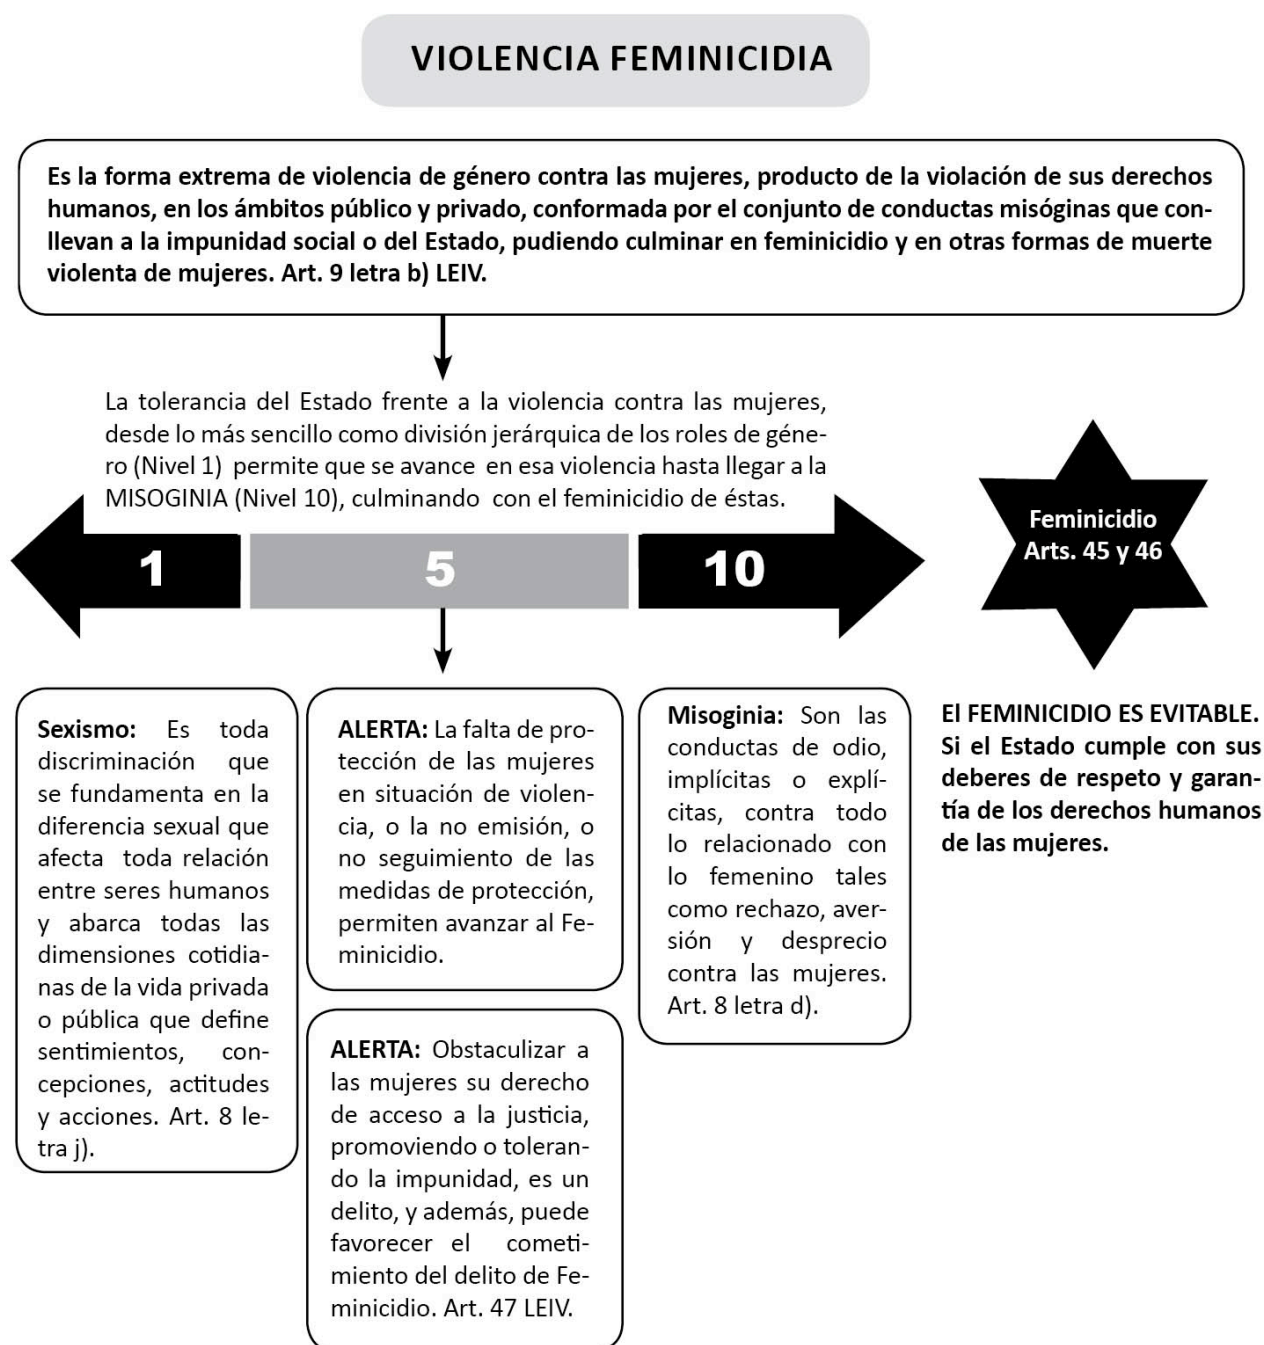 VIOLENCIA FEMINICIDIA
Es la forma extrema de violencia de género contra las mujeres, producto de la violación de sus derechos
humanos, en los ámbitos público y privado, conformada por el conjunto de conductas misóginas que con-
llevan a la impunidad social o del Estado, pudiendo culminar en feminicidio y en otras formas de muerte
violenta de mujeres. Art. 9 letra b) LEIV.
La tolerancia del Estado frente a la violencia contra las mujeres,
desde lo más sencillo como división jerárquica de los roles de géne-
ro (Nivel 1) permite que se avance en esa violencia hasta llegar a la
MISOGINIA (Nivel 10), culminando con el feminicidio de éstas.
1
5
10
Feminicidio
Arts. 45 y 46
Sexismo: Es toda
discriminación que
se fundamenta en la
diferencia sexual que
afecta toda relación
entre seres humanos
y abarca todas las
dimensiones cotidia-
nas de la vida privada
o pública que define
sentimientos, con-
cepciones, actitudes
y acciones. Art. 8 le-
tra j).
ALERTA: La falta de pro-
tección de las mujeres
en situación de violen-
cia, o la no emisión, o
no seguimiento de las
medidas de protección,
permiten avanzar al Fe-
minicidio.
ALERTA: Obstaculizar a
las mujeres su derecho
de acceso a la justicia,
promoviendo o toleran-
do la impunidad, es un
delito, y además, puede
favorecer el cometi-
miento del delito de Fe-
minicidio. Art. 47 LEIV.
Misoginia: Son las
conductas de odio,
implícitas o explí-
citas, contra todo
lo relacionado con
lo femenino tales
como rechazo, aver-
sión y desprecio
contra las mujeres.
Art. 8 letra d).
El FEMINICIDIO ES EVITABLE.
Si el Estado cumple con sus
deberes de respeto y garan-
tía de los derechos humanos
de las mujeres.